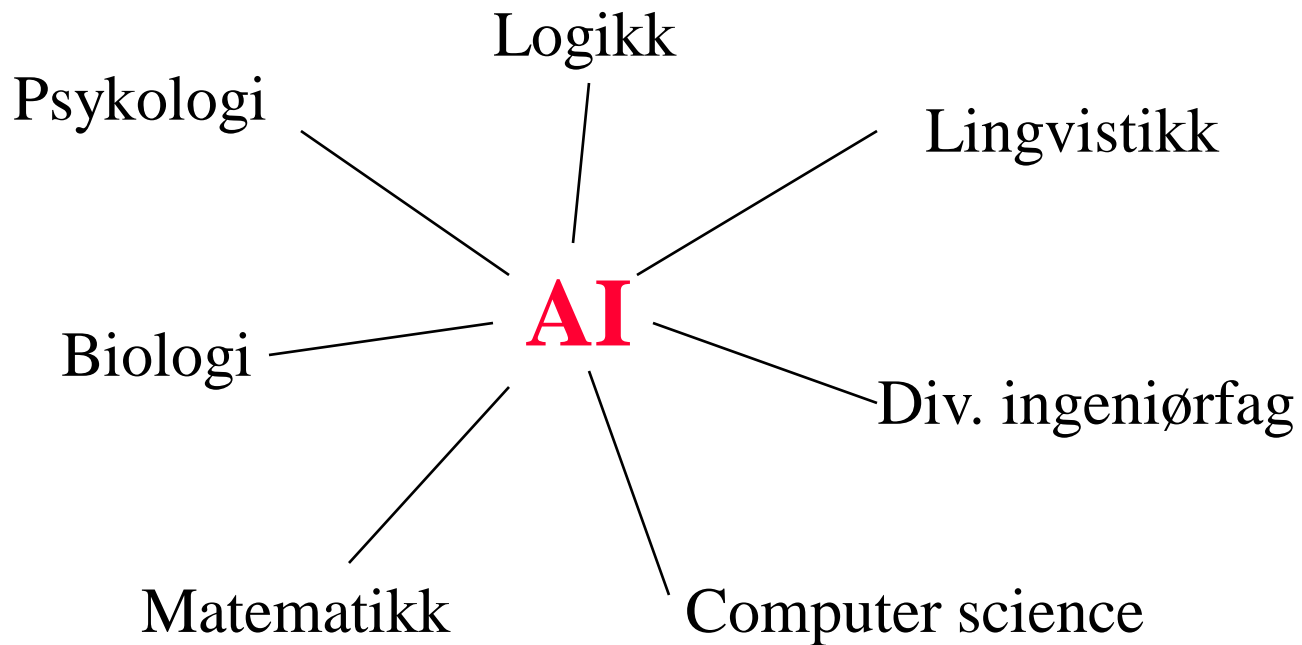 Logikk
Psykologi
Lingvistikk
AI
Biologi
Div. ingeniørfag
Matematikk
Computer science